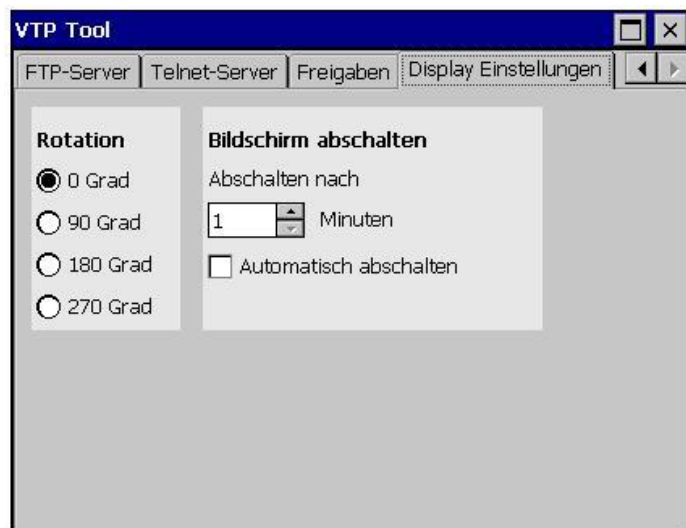 VTP Tool
FTP-Server Telnet-Server Freigaben Display Einstellungen
Rotation
0 Grad
90 Grad
180 Grad
270 Grad
Bildschirm abschalten
Abschalten nach
1 Minuten
Automatisch abschalten